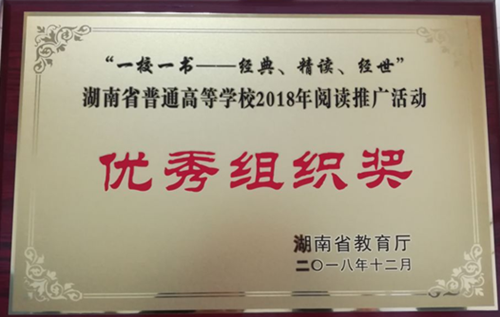 “一校一书——经典、精读、经世”
湖南省普通高等学校2018年阅读推广活动
优秀组织奖
湖南省教育厅
二〇一八年十二月